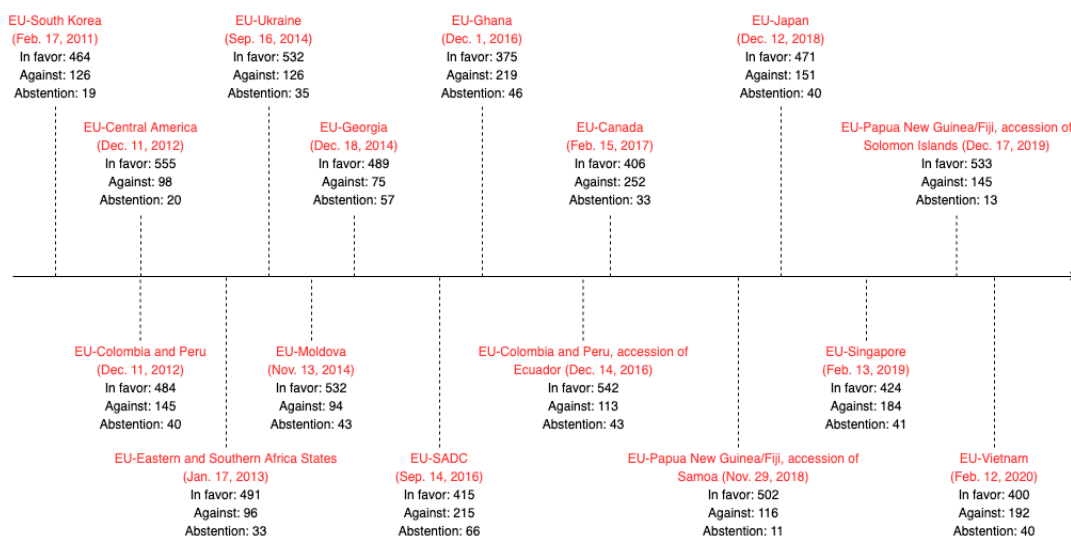 EU-South Korea
(Feb. 17, 2011)
In favor: 464
Against: 126
Abstention: 19
EU-Ukraine
(Sep. 16, 2014)
In favor: 532
Against: 126
Abstention: 35
EU-Ghana
(Dec. 1, 2016)
In favor: 375
Against: 219
Abstention: 46
EU-Japan
(Dec. 12, 2018)
In favor: 471
Against: 151
Abstention: 40
EU-Central America
(Dec. 11, 2012)
In favor: 555
Against: 98
Abstention: 20
EU-Georgia
(Dec. 18, 2014)
In favor: 489
Against: 75
Abstention: 57
EU-Canada
(Feb. 15, 2017)
In favor: 406
Against: 252
Abstention: 33
EU-Papua New Guinea/Fiji, accession of
Solomon Islands (Dec. 17, 2019)
In favor: 533
Against: 145
Abstention: 13
EU-Colombia and Peru
(Dec. 11, 2012)
In favor: 484
Against: 145
Abstention: 40
EU-Moldova
(Nov. 13, 2014)
In favor: 532
Against: 94
Abstention: 43
EU-Colombia and Peru, accession of
Ecuador (Dec. 14, 2016)
In favor: 542
Against: 113
Abstention: 43
EU-Singapore
(Feb. 13, 2019)
In favor: 424
Against: 184
Abstention: 41
EU-Eastern and Southern Africa States
(Jan. 17, 2013)
In favor: 491
Against: 96
Abstention: 33
EU-SADC
(Sep. 14, 2016)
In favor: 415
Against: 215
Abstention: 66
EU-Papua New Guinea/Fiji, accession of
Samoa (Nov. 29, 2018)
In favor: 502
Against: 116
Abstention: 11
EU-Vietnam
(Feb. 12, 2020)
In favor: 400
Against: 192
Abstention: 40